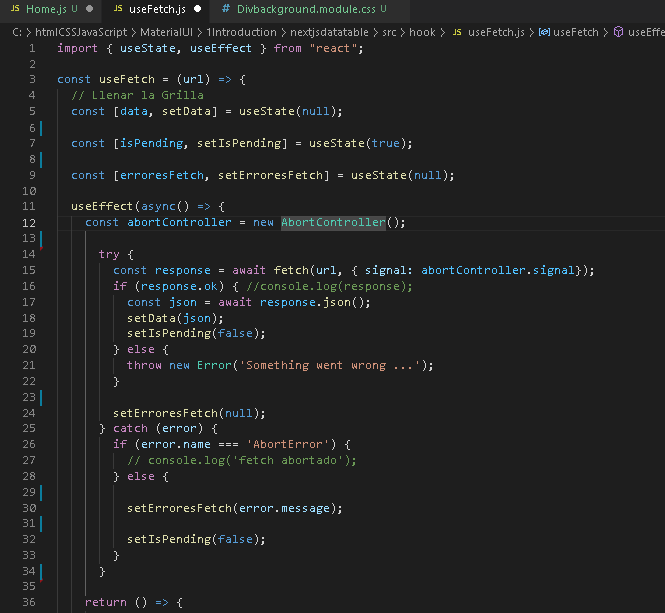 JS Home.js U
JS useFetch.js
# Divbackground.module.css U
C: > htmlCSSJavaScript > MaterialUI > 1Introduction > nextjsdatatable > src > hook > JS useFetch.js > useFetch > useEffe
1 import { useState, useEffect } from "react";
2
3 const useFetch = (url) => {
4 // Llenar la Grilla
5 const [data, setData] = useState(null);
6
7 const [isPending, setIsPending] = useState(true);
8
9 const [erroresFetch, setErroresFetch] = useState(null);
10
11 useEffect(async() => {
12 const abortController = new AbortController();
13
14 try {
15 const response = await fetch(url, { signal: abortController.signal});
16 if (response.ok) { //console.log(response);
17 const json = await response.json();
18 setData(json);
19 setIsPending(false);
20 } else {
21 throw new Error('Something went wrong ...');
22 }
23
24 setErroresFetch(null);
25 } catch (error) {
26 if (error.name === 'AbortError') {
27 // console.log('fetch abortado');
28 } else {
29
30 setErroresFetch(error.message);
31
32 setIsPending(false);
33 }
34 }
35
36 return () => {